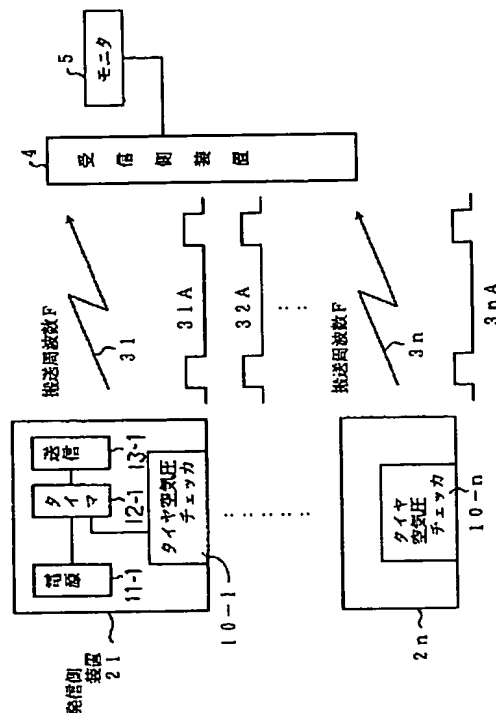 発信側
装置
21
電源
11-1
タイマ
12-1
送信
13-1
タイヤ空気圧
チェッカ
10-1
搬送周波数F
31
31A
32A
受信側装置
4
モニタ
5
2n
タイヤ
空気圧
チェッカ
10-n
搬送周波数F
3n
3nA